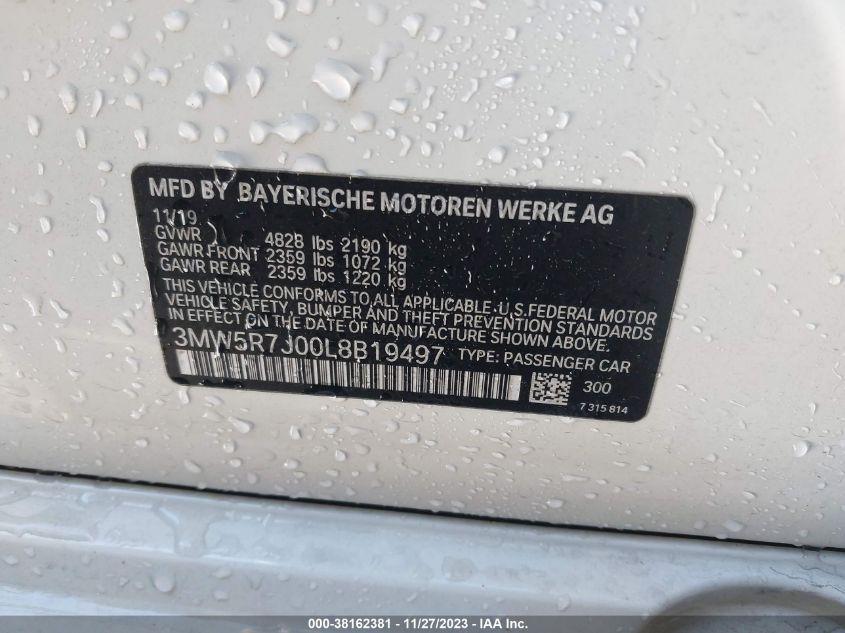 MFD BY BAYERISCHE MOTOREN WERKE AG
11/19
GVWR 4828 lbs 2190 kg
GAWR FRONT 2359 lbs 1072 kg
GAWR REAR 2359 lbs 1220 kg
THIS VEHICLE CONFORMS TO ALL APPLICABLE U.S.FEDERAL MOTOR
VEHICLE SAFETY, BUMPER AND THEFT PREVENTION STANDARDS
IN EFFECT ON THE DATE OF MANUFACTURE SHOWN ABOVE.
3MW5R7J00L8B19497 TYPE: PASSENGER CAR
300
7 315 814
000-38162381 - 11/27/2023 - IAA Inc.